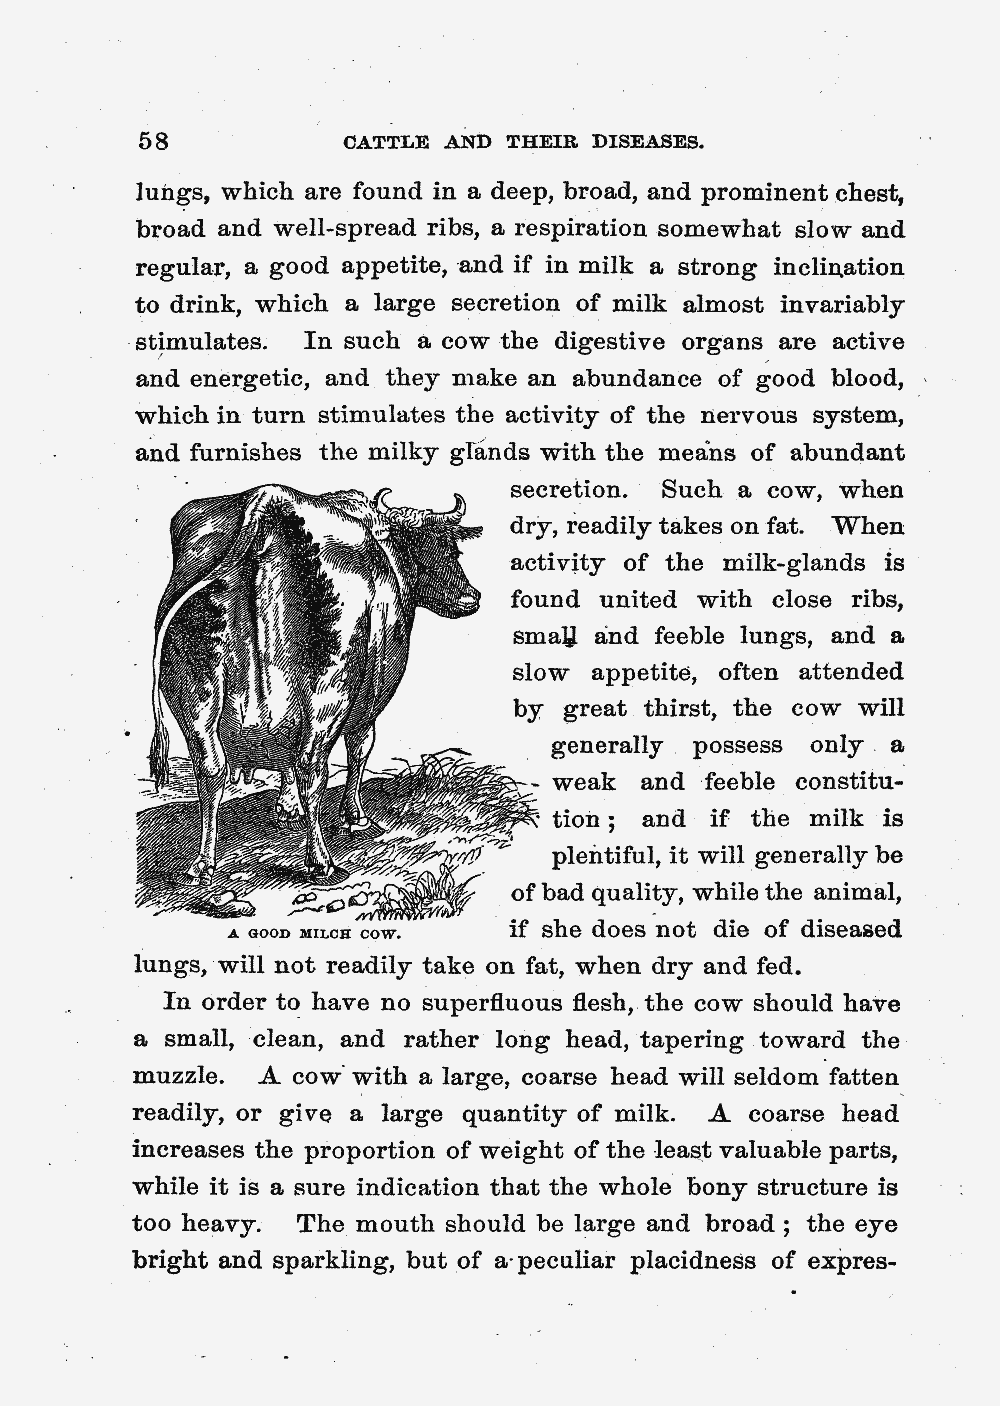 58 CATTLE AND THEIR DISEASES.
lungs, which are found in a deep, broad, and prominent chest,
broad and well-spread ribs, a respiration somewhat slow and
regular, a good appetite, and if in milk a strong inclination
to drink, which a large secretion of milk almost invariably
stimulates. In such a cow the digestive organs are active
and energetic, and they make an abundance of good blood,
which in turn stimulates the activity of the nervous system,
and furnishes the milky glands with the means of abundant
secretion. Such a cow, when
dry, readily takes on fat. When
activity of the milk-glands is
found united with close ribs,
small and feeble lungs, and a
slow appetite, often attended
by great thirst, the cow will
generally possess only a
weak and feeble constitu-
tion; and if the milk is
plentiful, it will generally be
of bad quality, while the animal,
if she does not die of diseased
A GOOD MILCH COW.
lungs, will not readily take on fat, when dry and fed.
In order to have no superfluous flesh, the cow should have
a small, clean, and rather long head, tapering toward the
muzzle. A cow with a large, coarse head will seldom fatten
readily, or give a large quantity of milk. A coarse head
increases the proportion of weight of the least valuable parts,
while it is a sure indication that the whole bony structure is
too heavy. The mouth should be large and broad; the eye
bright and sparkling, but of a peculiar placidness of expres-